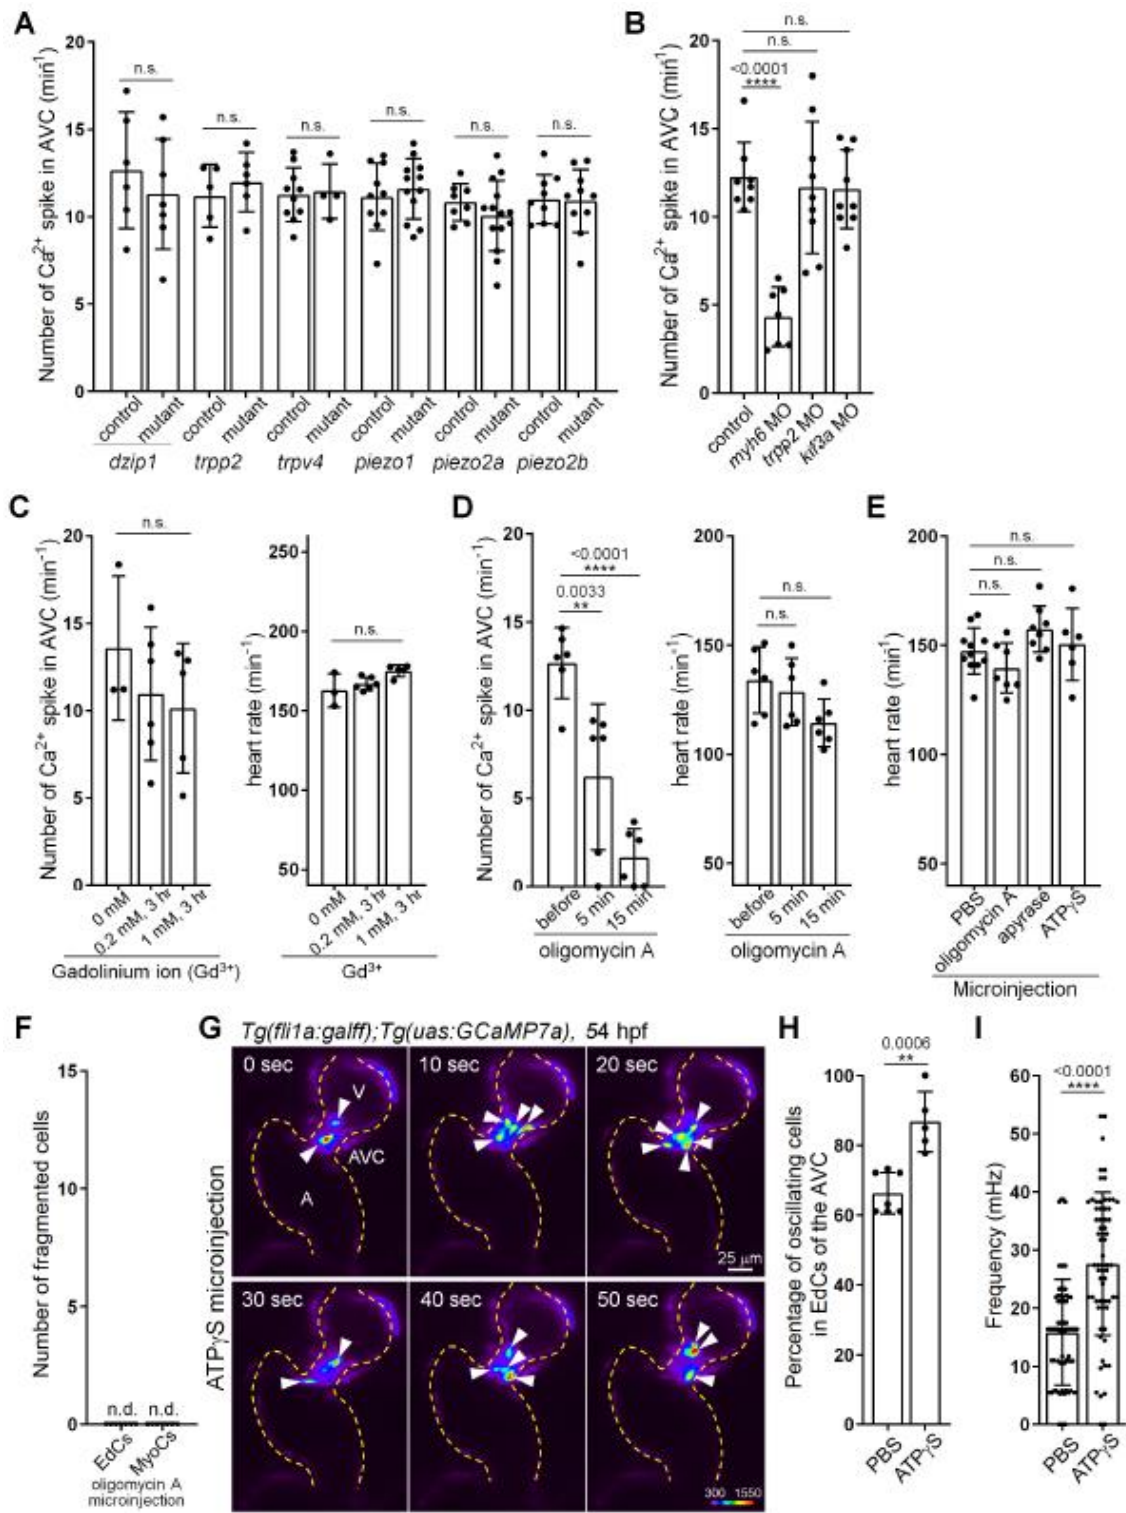 A
Number of Ca2+ spike in AVC (min-1)
20
15
10
5
0
n.s.
n.s.
n.s.
n.s.
n.s.
n.s.
control
mutant
control
mutant
control
mutant
control
mutant
control
mutant
control
mutant
dzip1
trpp2
trpv4
piezo1
piezo2a
piezo2b
B
Number of Ca2+ spike in AVC (min-1)
20
15
10
5
0
n.s.
n.s.
<0.0001
****
control
myh6 MO
trpp2 MO
kif3a MO
C
Number of Ca2+ spike in AVC (min-1)
20
15
10
5
0
n.s.
0 mM
0.2 mM, 3 hr
1 mM, 3 hr
Gadolinium ion (Gd3+)
heart rate (min-1)
250
200
150
100
50
n.s.
0 mM
0.2 mM, 3 hr
1 mM, 3 hr
Gd3+
D
Number of Ca2+ spike in AVC (min-1)
20
15
10
5
0
<0.0001
****
0.0033
**
before
5 min
15 min
oligomycin A
heart rate (min-1)
200
150
100
50
n.s.
n.s.
before
5 min
15 min
oligomycin A
E
heart rate (min-1)
200
150
100
50
n.s.
n.s.
n.s.
PBS
oligomycin A
apyrase
ATPγS
Microinjection
F
Number of fragmented cells
15
10
5
0
n.d.
n.d.
EdCs
MyoCs
oligomycin A
microinjection
G
Tg(fli1a:galff);Tg(uas:GCaMP7a), 54 hpf
ATPγS microinjection
0 sec
V
AVC
A
10 sec
20 sec
25 µm
30 sec
40 sec
50 sec
300 1550
H
Percentage of oscillating cells
in EdCs of the AVC
100
80
60
40
20
0
0.0006
**
PBS
ATPγS
I
Frequency (mHz)
60
50
40
30
20
10
0
<0.0001
****
PBS
ATPγS